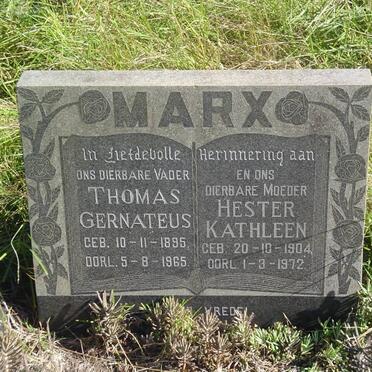 MARX
In Liefdevolle Herinnering aan
ONS DIERBARE VADER
THOMAS
GERNATEUS
GEB. 10-11-1895.
OORL. 5-8-1965.
EN ONS
DIERBARE MOEDER
HESTER
KATHLEEN
GEB. 20-10-1904.
OORL. 1-3-1972.
VREDE